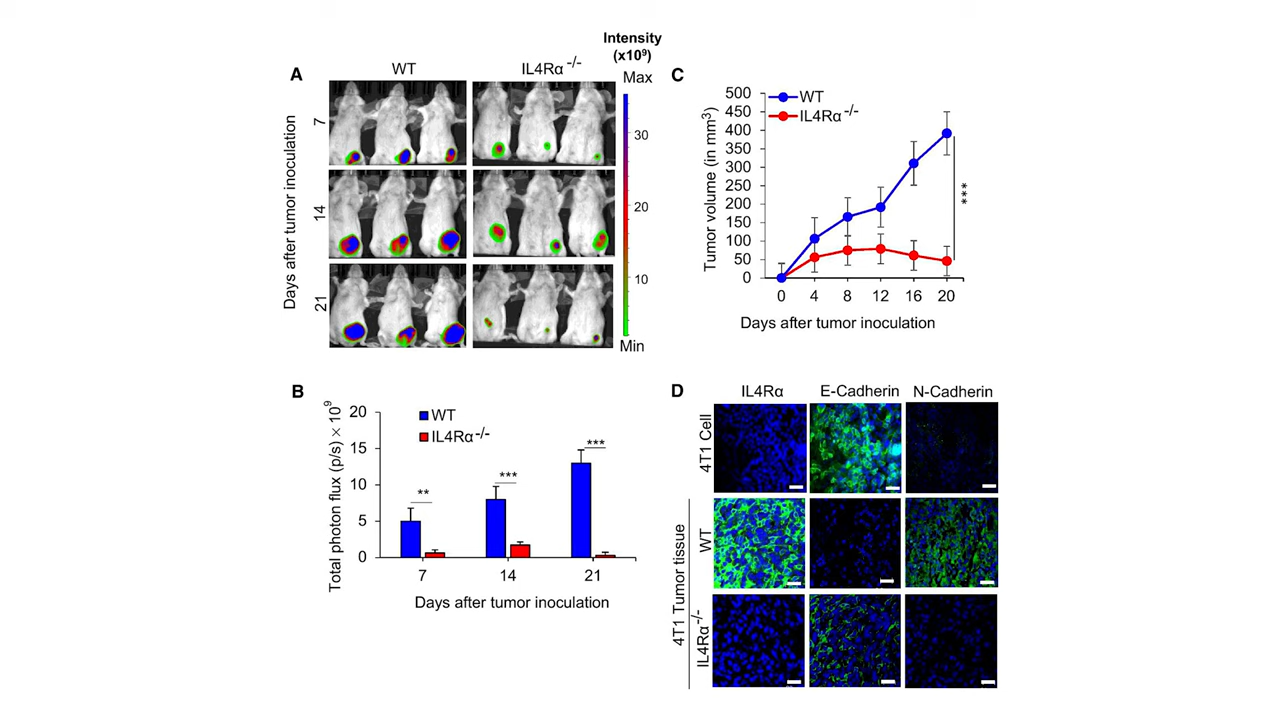 A
WT
IL4Rα -/-
Intensity
(x10⁹)
Max
30
20
10
Min
Days after tumor inoculation
7
14
21
C
WT
IL4Rα-/-
Tumor volume (in mm³)
500
450
400
350
300
250
200
150
100
50
0
0 4 8 12 16 20
***
Days after tumor inoculation
B
WT
IL4Rα-/-
Total photon flux (p/s) × 10⁹
20
15
10
5
0
**
***
***
7 14 21
Days after tumor inoculation
D
IL4Rα E-Cadherin N-Cadherin
4T1 Cell
4T1 Tumor tissue
WT
IL4Rα-/-